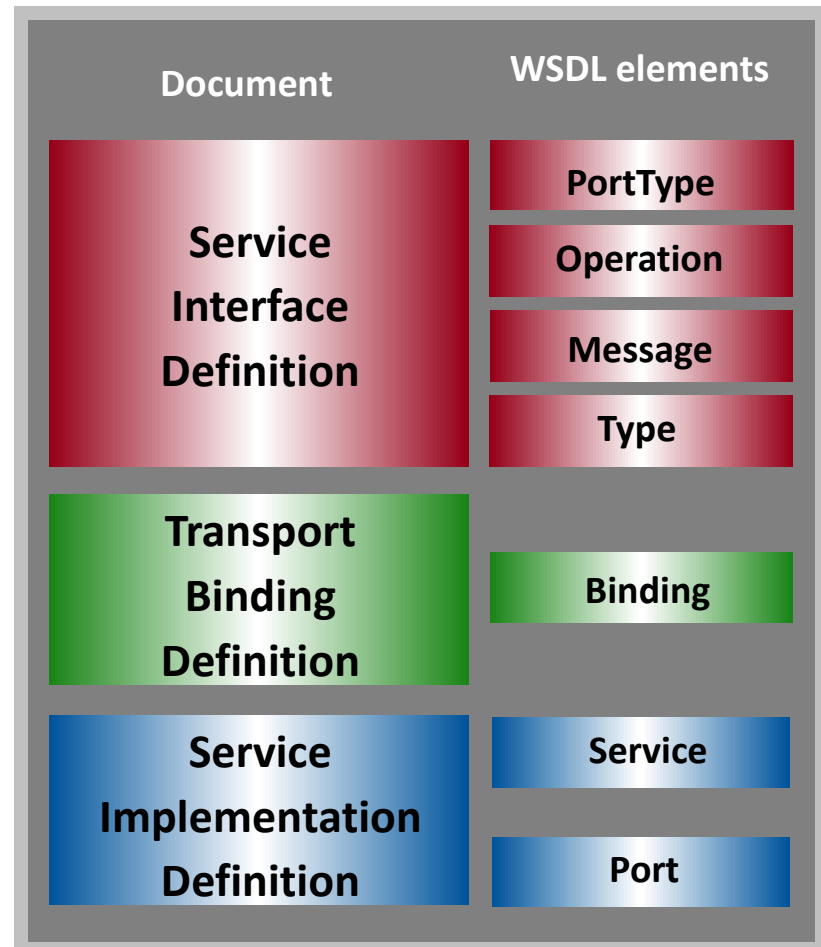 Document
WSDL elements
Service
Interface
Definition
PortType
Operation
Message
Type
Transport
Binding
Definition
Binding
Service
Implementation
Definition
Service
Port